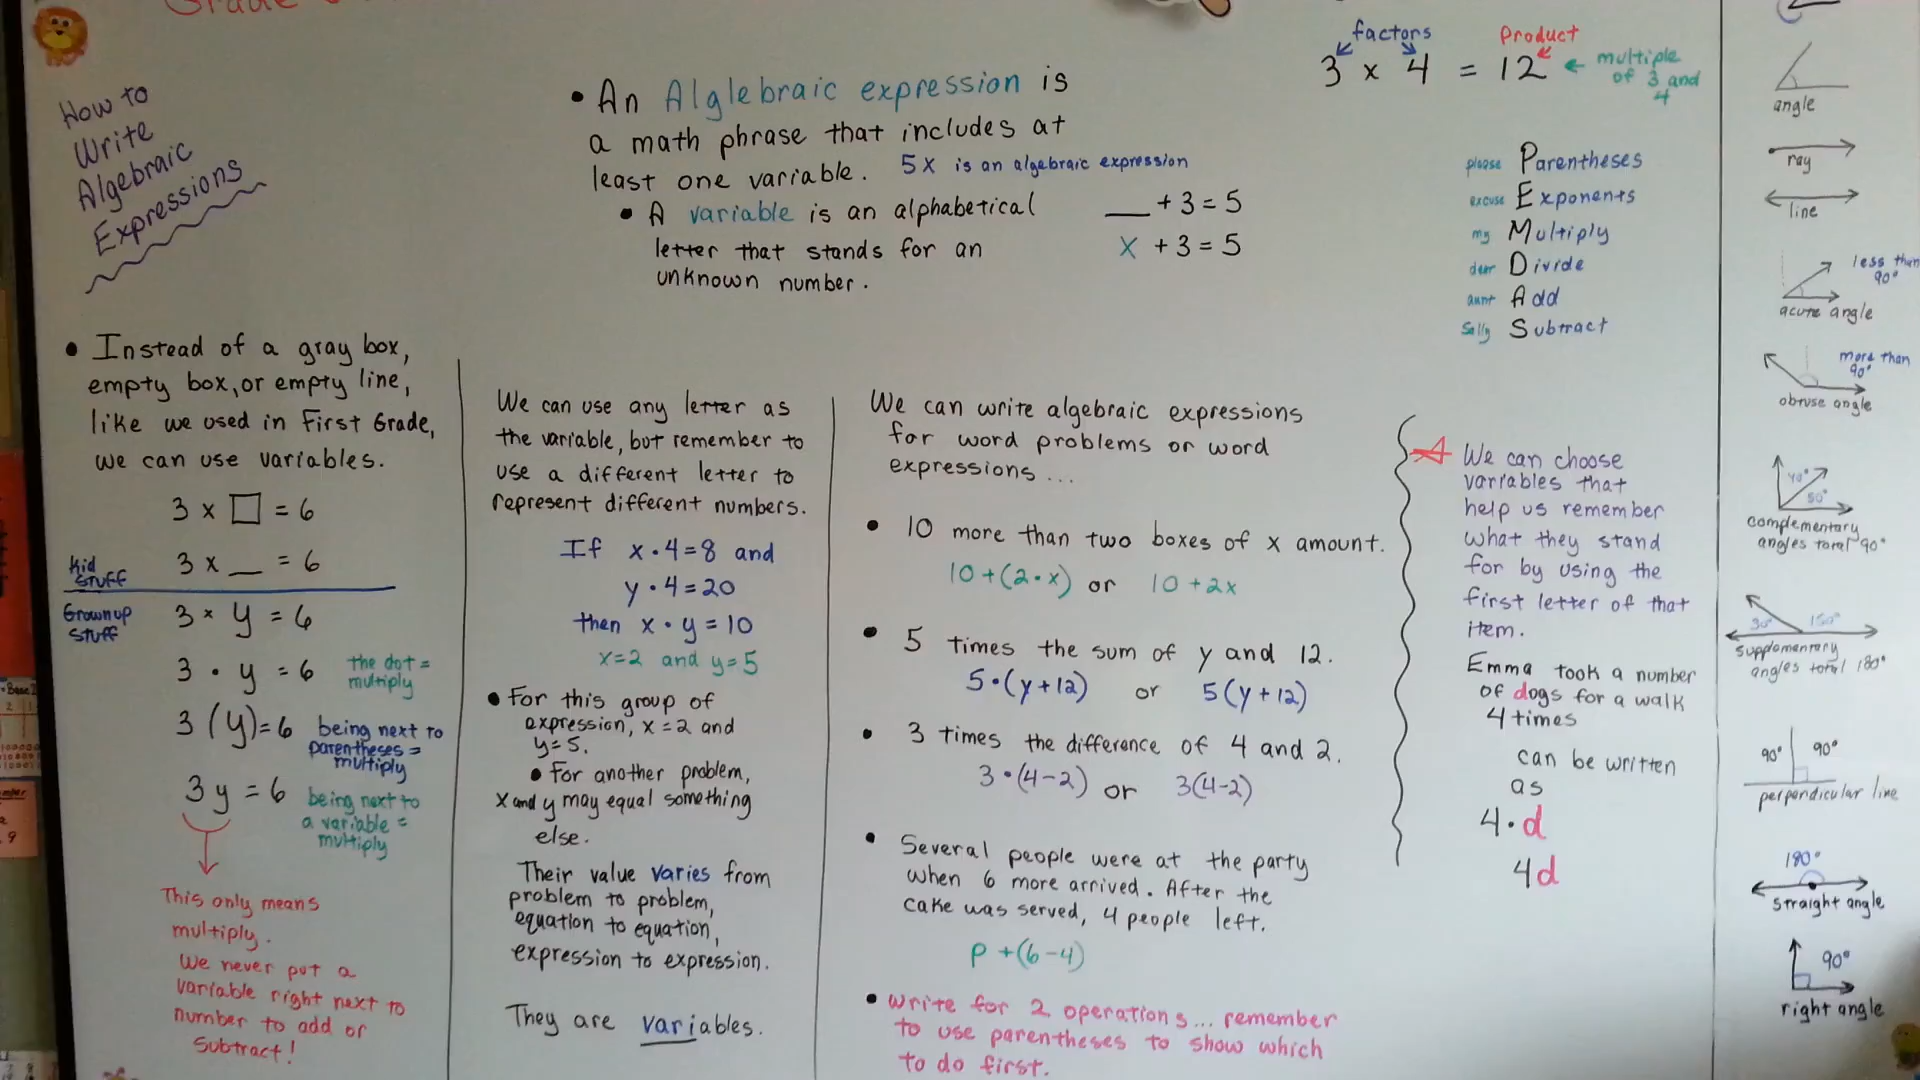 Grade
How to
Write
Algebraic
Expressions
• An Alglebraic expression is
a math phrase that includes at
least one variable. 5x is an algebraic expression
• A variable is an alphabetical
letter that stands for an
unknown number.
__ + 3 = 5
x + 3 = 5
factors
Product
3 x 4 = 12 ← multiple
of 3 and
4
please Parentheses
excuse Exponents
my Multiply
dear Divide
aunt Add
Sally Subtract
• Instead of a gray box,
empty box, or empty line,
like we used in First Grade,
we can use variables.
3 x □ = 6
3 x __ = 6
Kid
Stuff
Grownup
Stuff
3 × y = 6
3 · y = 6
the dot =
multiply
3 (y) = 6
being next to
parentheses =
multiply
3y = 6
being next to
a variable =
multiply
This only means
multiply.
We never put a
variable right next to
number to add or
subtract!
We can use any letter as
the variable, but remember to
use a different letter to
represent different numbers.
If x · 4 = 8 and
y · 4 = 20
then x · y = 10
x=2 and y=5
• For this group of
expression, x = 2 and
y = 5.
• For another problem,
x and y may equal something
else.
Their value varies from
problem to problem,
equation to equation,
expression to expression.
They are variables.
We can write algebraic expressions
for word problems or word
expressions...
• 10 more than two boxes of x amount.
10 + (2 · x) or 10 + 2x
• 5 times the sum of y and 12.
5 · (y + 12) or 5 (y + 12)
• 3 times the difference of 4 and 2.
3 · (4 - 2) or 3(4-2)
• Several people were at the party
when 6 more arrived. After the
cake was served, 4 people left.
p + (6 - 4)
• Write for 2 operations... remember
to use parentheses to show which
to do first.
We can choose
variables that
help us remember
what they stand
for by using the
first letter of that
item.
Emma took a number
of dogs for a walk
4 times
can be written
as
4 · d
4d
angle
ray
line
less than
90°
acute angle
more than
90°
obtuse angle
40°
50°
complementary
angles total 90°
30° 150°
supplementary
angles total 180°
90° 90°
perpendicular line
180°
straight angle
90°
right angle